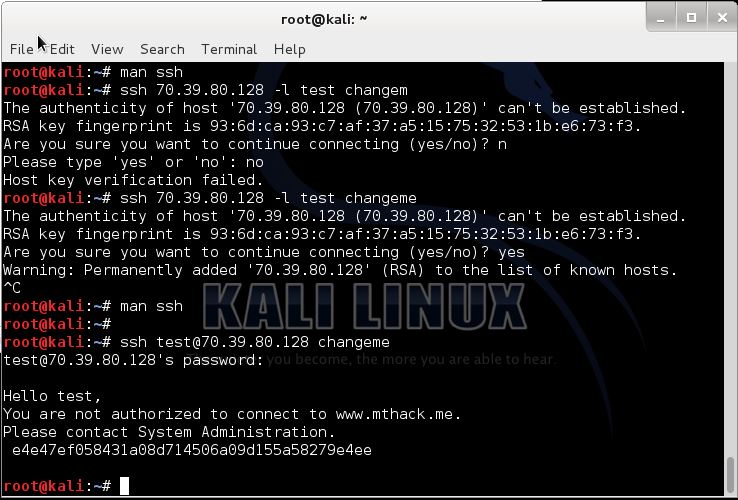 root@kali: ~
File Edit View Search Terminal Help
root@kali:~# man ssh
root@kali:~# ssh 70.39.80.128 -l test changem
The authenticity of host '70.39.80.128 (70.39.80.128)' can't be established.
RSA key fingerprint is 93:6d:ca:93:c7:af:37:a5:15:75:32:53:1b:e6:73:f3.
Are you sure you want to continue connecting (yes/no)? n
Please type 'yes' or 'no': no
Host key verification failed.
root@kali:~# ssh 70.39.80.128 -l test changeme
The authenticity of host '70.39.80.128 (70.39.80.128)' can't be established.
RSA key fingerprint is 93:6d:ca:93:c7:af:37:a5:15:75:32:53:1b:e6:73:f3.
Are you sure you want to continue connecting (yes/no)? yes
Warning: Permanently added '70.39.80.128' (RSA) to the list of known hosts.
^C
root@kali:~# man ssh
root@kali:~#
KALI LINUX
root@kali:~# ssh test@70.39.80.128 changeme
test@70.39.80.128's password:
you become, the more you are able to hear.
Hello test,
You are not authorized to connect to www.mthack.me.
Please contact System Administration.
e4e47ef058431a08d714506a09d155a58279e4ee
root@kali:~#